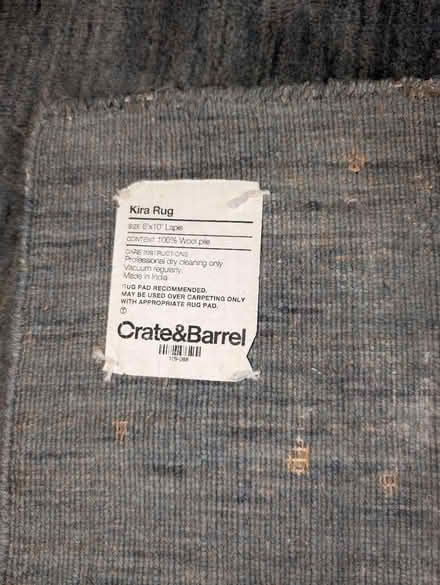 Kira Rug
SIZE 6'x10' Lapis
CONTENT 100% Wool pile
CARE INSTRUCTIONS
Professional dry cleaning only
Vacuum regularly
Made in India
RUG PAD RECOMMENDED.
MAY BE USED OVER CARPETING ONLY
WITH APPROPRIATE RUG PAD.
Crate&Barrel